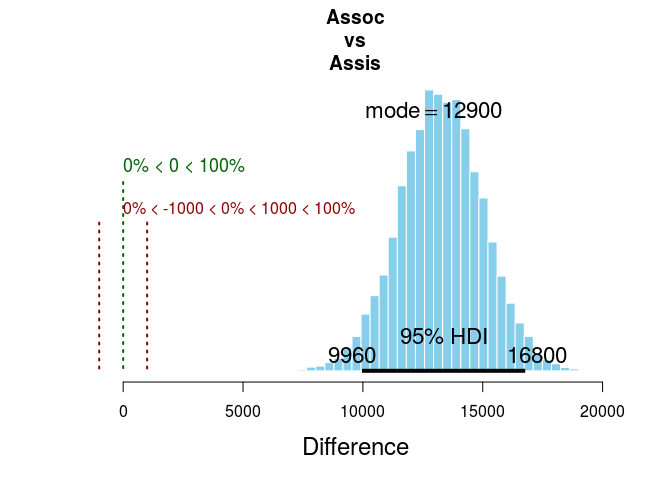 Assoc
vs
Assis
mode = 12900
0% < 0 < 100%
0% < -1000 < 0% < 1000 < 100%
95% HDI
9960 16800
0 5000 10000 15000 20000
Difference